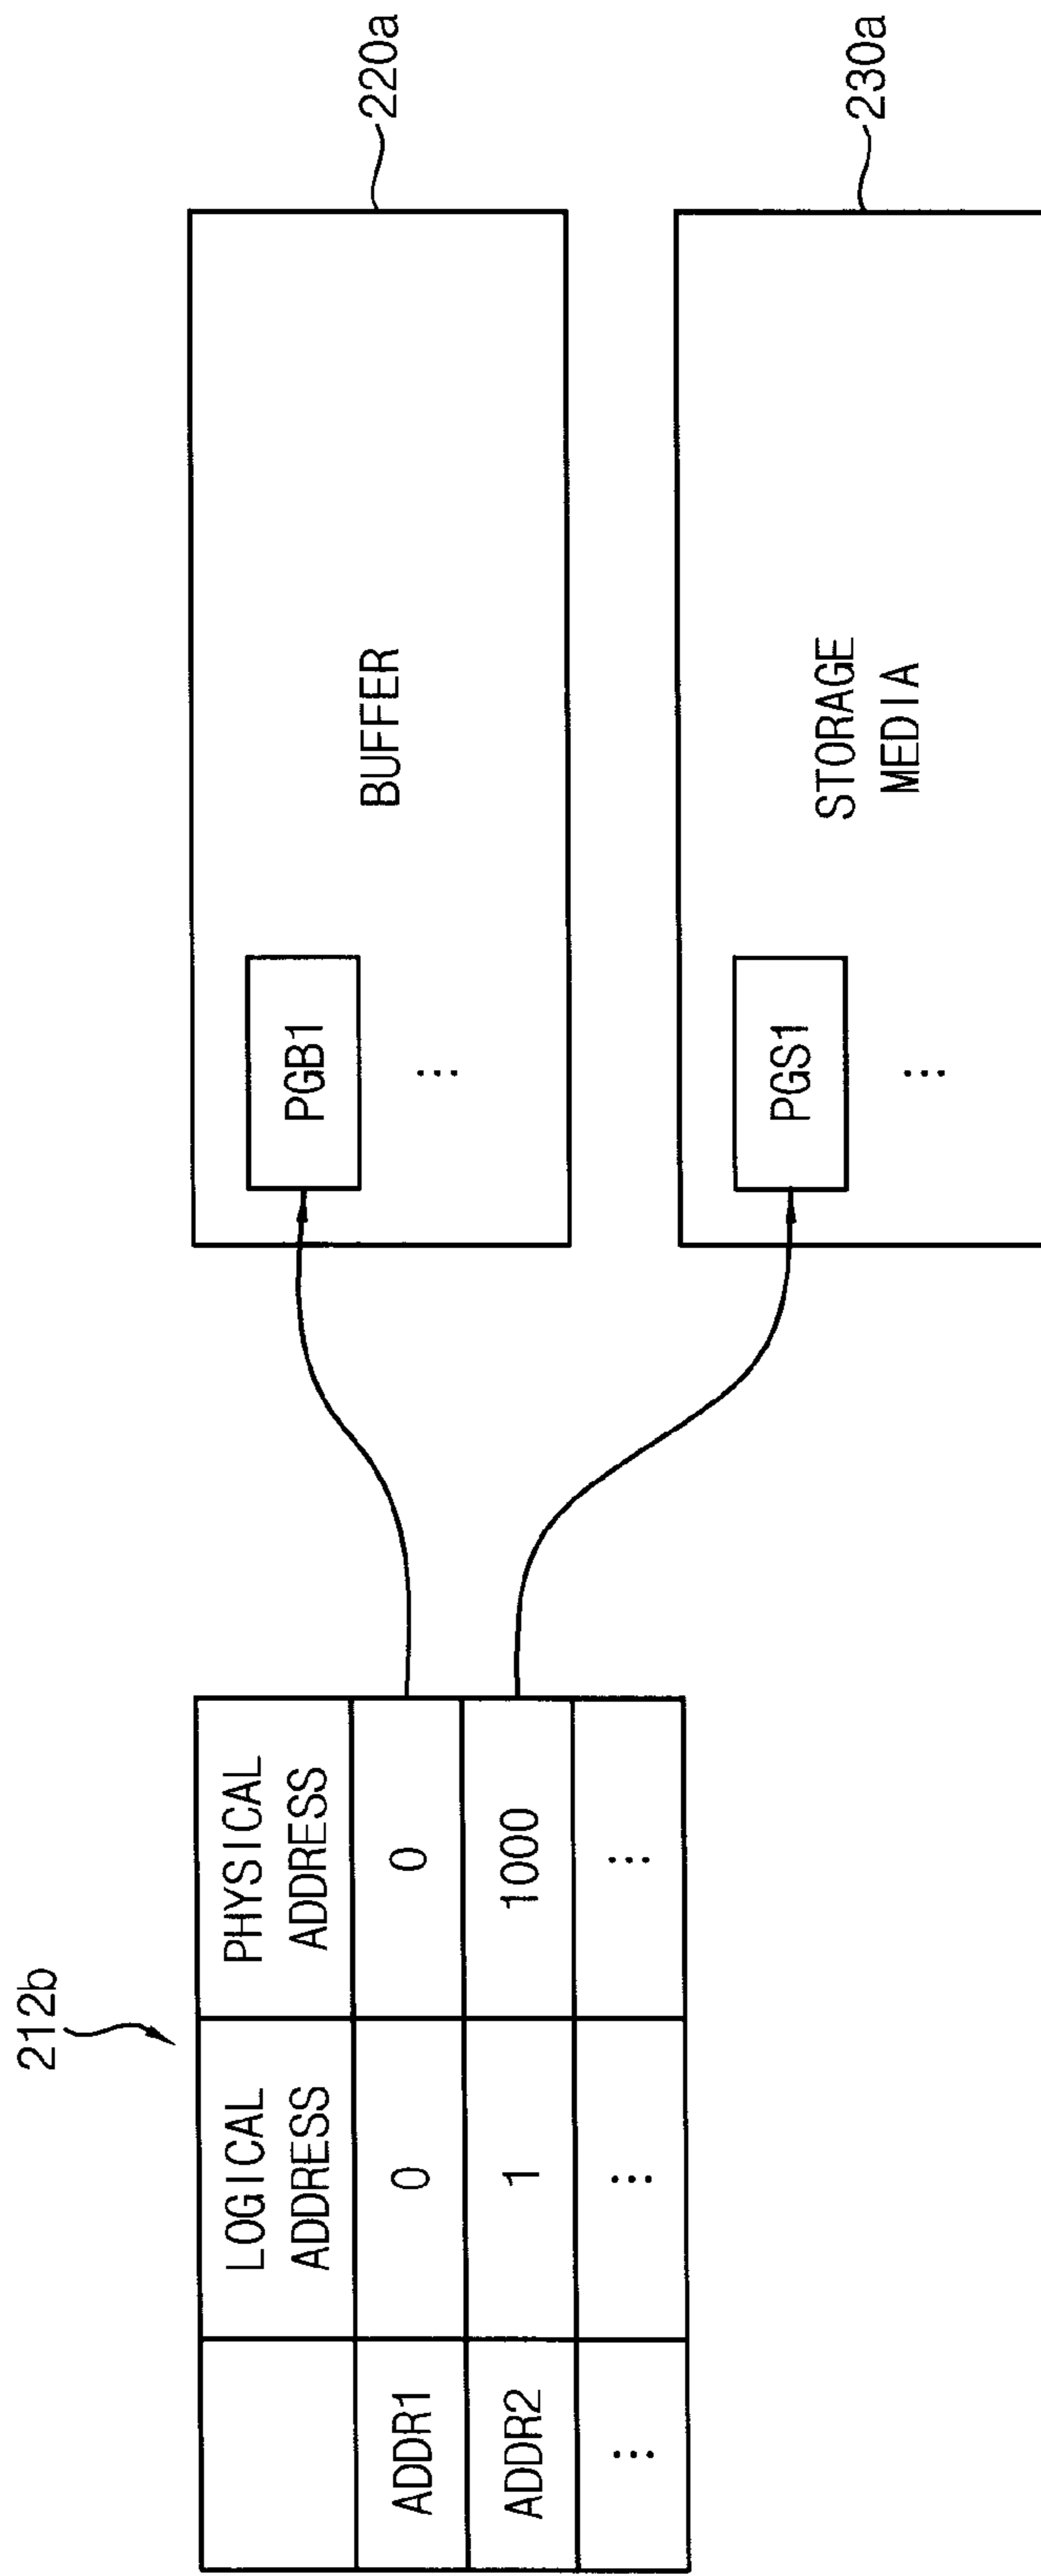 212b
LOGICAL
ADDRESS
PHYSICAL
ADDRESS
ADDR1
0
0
ADDR2
1
1000
⋮
⋮
⋮
220a
PGB1
⋮
BUFFER
230a
PGS1
⋮
STORAGE
MEDIA